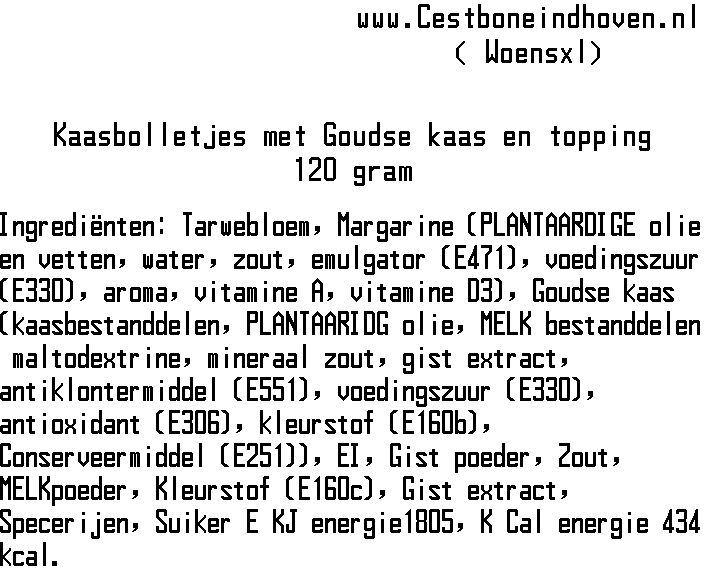 www.Cestboneindhoven.nl
( Woensxl)
Kaasbolletjes met Goudse kaas en topping
120 gram
Ingrediënten: Tarwebloem, Margarine (PLANTAARDIGE olie
en vetten, water, zout, emulgator (E471), voedingszuur
(E330), aroma, vitamine A, vitamine D3), Goudse kaas
(kaasbestanddelen, PLANTAARIDG olie, MELK bestanddelen
maltodextrine, mineraal zout, gist extract,
antiklontermiddel (E551), voedingszuur (E330),
antioxidant (E306), kleurstof (E160b),
Conserveermiddel (E251)), EI, Gist poeder, Zout,
MELKpoeder, Kleurstof (E160c), Gist extract,
Specerijen, Suiker E KJ energie1805, K Cal energie 434
kcal.